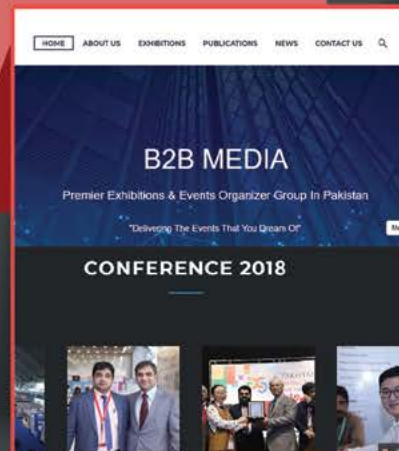 HOME ABOUT US EXHIBITIONS PUBLICATIONS NEWS CONTACT US
B2B MEDIA
Premier Exhibitions & Events Organizer Group In Pakistan
"Delivering The Events That You Dream Of"
CONFERENCE 2018